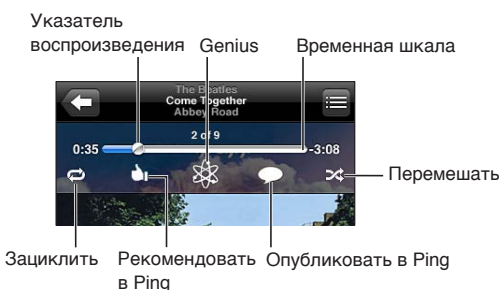 Указатель
воспроизведения
Genius
Временная шкала
The Beatles
Come Together
Abbey Road
2 of 9
0:35
-3:08
Перемешать
Зациклить
Рекомендовать
в Ping
Опубликовать в Ping